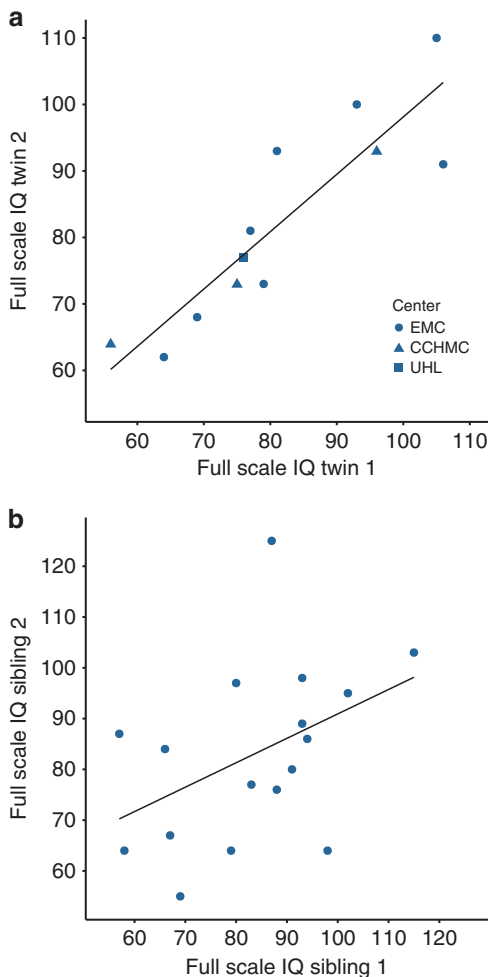 a
110
100
90
80
70
60
Full scale IQ twin 2
Center
EMC
CCHMC
UHL
60 70 80 90 100 110
Full scale IQ twin 1
b
120
110
100
90
80
70
60
Full scale IQ sibling 2
60 70 80 90 100 110 120
Full scale IQ sibling 1